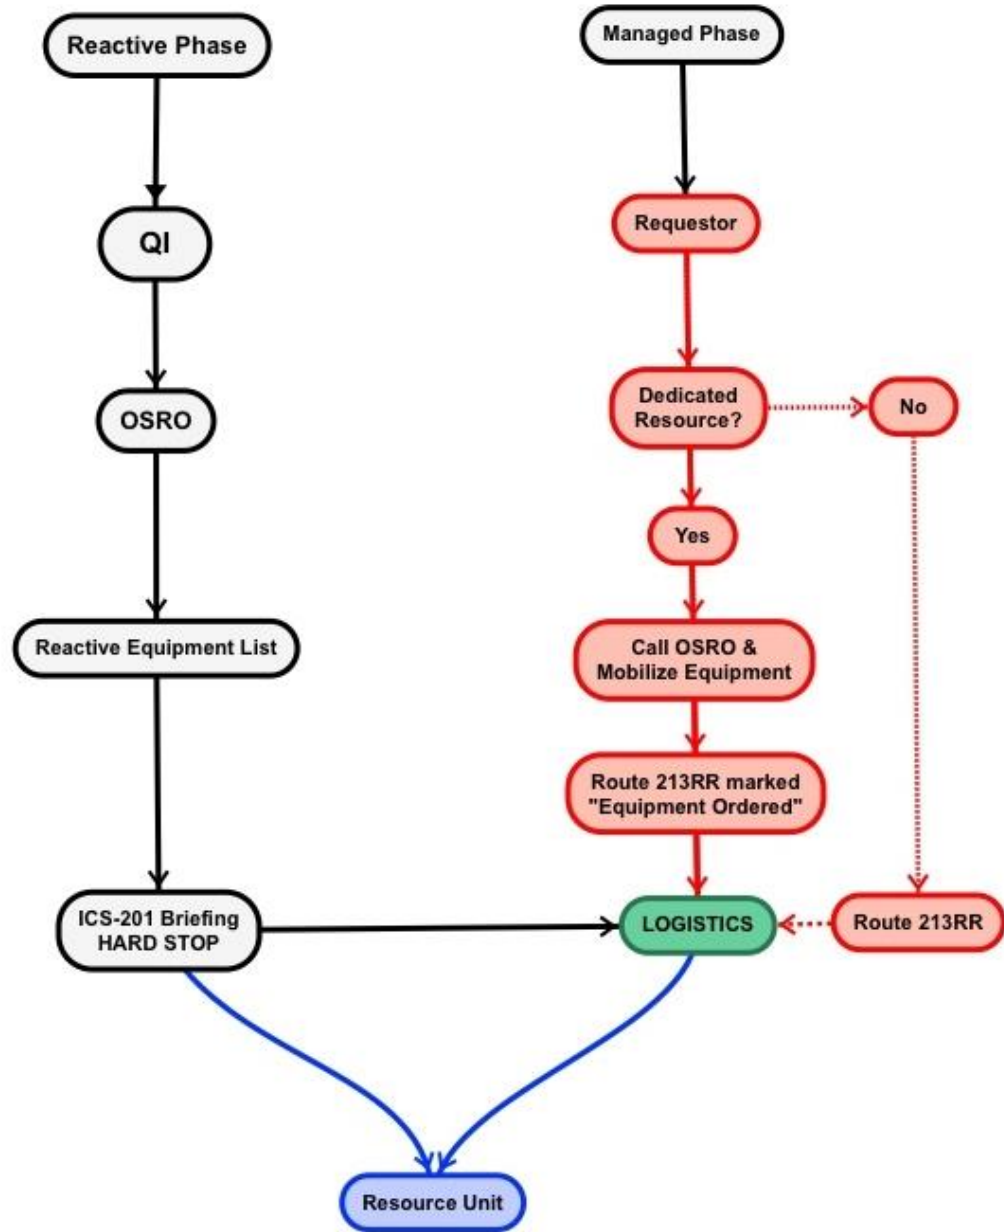 Reactive Phase
Managed Phase
QI
Requestor
OSRO
Dedicated
Resource?
No
Yes
Reactive Equipment List
Call OSRO &
Mobilize Equipment
Route 213RR marked
"Equipment Ordered"
ICS-201 Briefing
HARD STOP
LOGISTICS
Route 213RR
Resource Unit